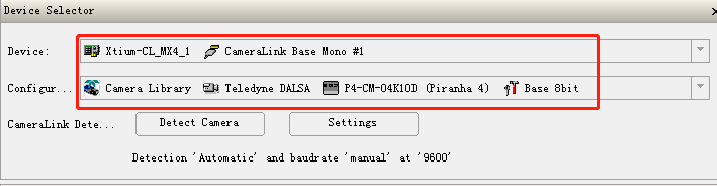 Device Selector
Device: Xtium-CL_MX4_1 CameraLink Base Mono #1
Configur... Camera Library Teledyne DALSA P4-CM-04K10D (Piranha 4) Base 8bit
CameraLink Dete... Detect Camera Settings
Detection 'Automatic' and baudrate 'manual' at '9600'